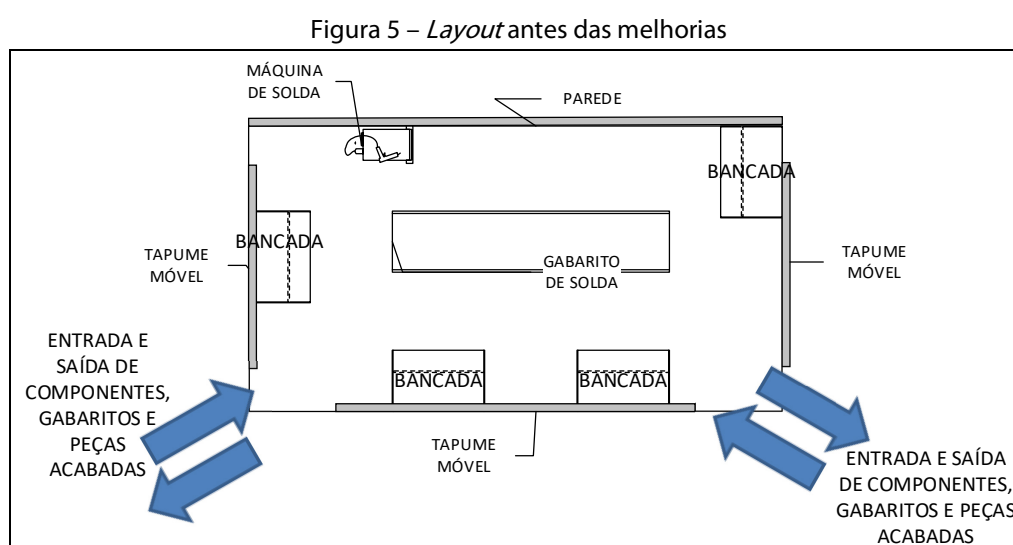 Figura 5 – Layout antes das melhorias
MÁQUINA
DE SOLDA
PAREDE
BANCADA
BANCADA
TAPUME
MÓVEL
GABARITO
DE SOLDA
TAPUME
MÓVEL
ENTRADA E
SAÍDA DE
COMPONENTES,
GABARITOS E
PEÇAS
ACABADAS
BANCADA
BANCADA
TAPUME
MÓVEL
ENTRADA E SAÍDA
DE COMPONENTES,
GABARITOS E PEÇAS
ACABADAS